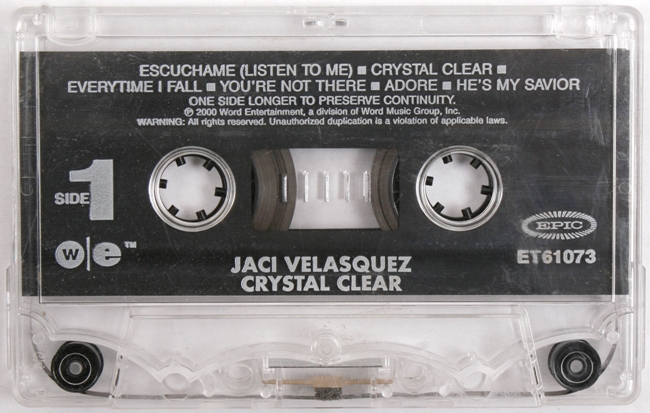 ESCUCHAME (LISTEN TO ME) ■ CRYSTAL CLEAR ■
EVERYTIME I FALL ■ YOU'RE NOT THERE ■ ADORE ■ HE'S MY SAVIOR
ONE SIDE LONGER TO PRESERVE CONTINUITY.
℗ 2000 Word Entertainment, a division of Word Music Group, Inc.
WARNING: All rights reserved. Unauthorized duplication is a violation of applicable laws.
SIDE 1
w/e™
EPIC
ET61073
JACI VELASQUEZ
CRYSTAL CLEAR